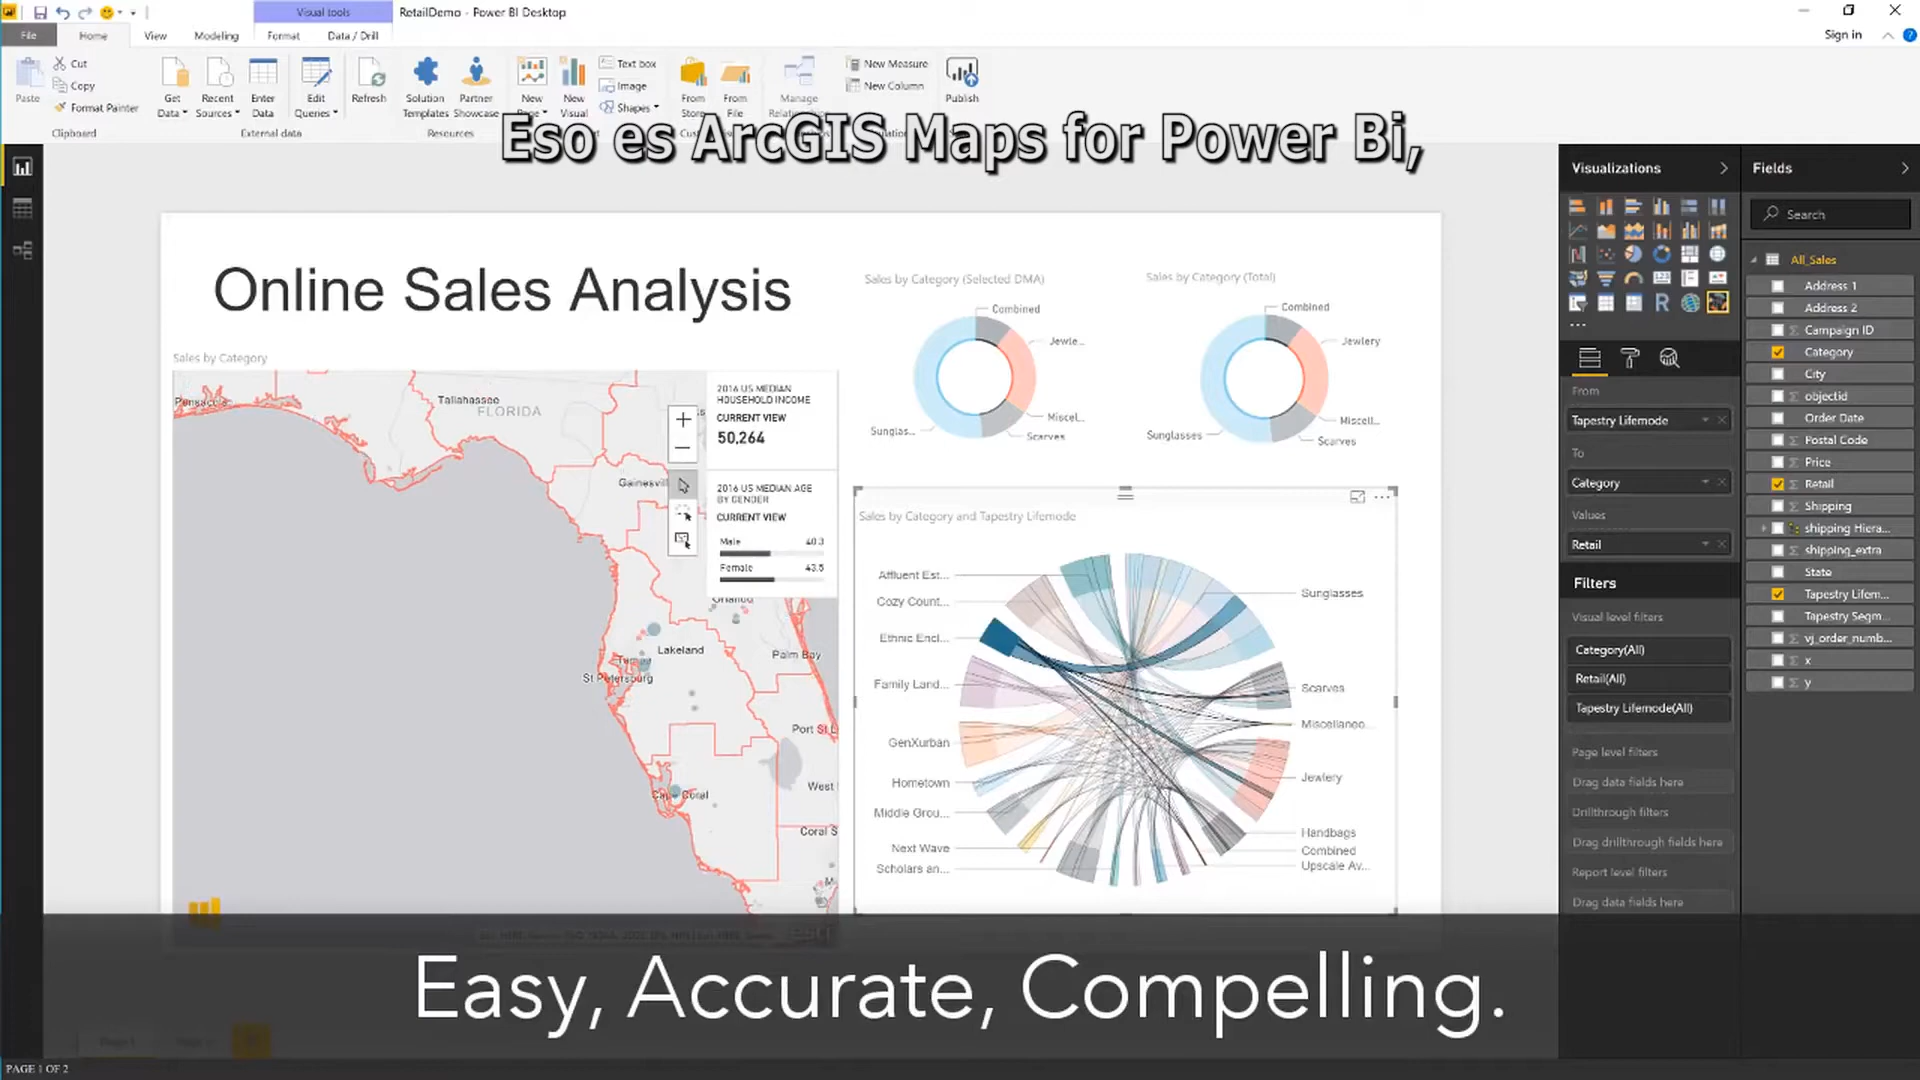 Visual tools
RetailDemo - Power BI Desktop
File
Home
View
Modeling
Format
Data / Drill
Sign in
Paste
Cut
Copy
Format Painter
Clipboard
Get
Data
Recent
Sources
Enter
Data
Edit
Queries
Refresh
External data
Solution
Templates
Partner
Showcase
Resources
New
New
Visual
Text box
Image
Shapes
From
Store
From
File
Manage
New Measure
New Column
Publish
Eso es ArcGIS Maps for Power Bi,
Online Sales Analysis
Sales by Category
Pensacola
Tallahassee
FLORIDA
Gainesvill
Orlando
Lakeland
Palm Bay
Tampa
St Petersburg
Port St L
West
Cape Coral
Coral S
2016 US MEDIAN
HOUSEHOLD INCOME
CURRENT VIEW
50,264
2016 US MEDIAN AGE
BY GENDER
CURRENT VIEW
Male 40.3
Female 43.5
Sales by Category (Selected DMA)
Combined
Jewle...
Miscel...
Scarves
Sunglas...
Sales by Category (Total)
Combined
Jewlery
Miscell...
Scarves
Sunglasses
Sales by Category and Tapestry Lifemode
Affluent Est...
Cozy Count...
Ethnic Encl...
Family Land...
GenXurban
Hometown
Middle Grou...
Next Wave
Scholars an...
Sunglasses
Scarves
Miscellaneo...
Jewlery
Handbags
Combined
Upscale Av...
Visualizations
From
Tapestry Lifemode
To
Category
Values
Retail
Filters
Visual level filters
Category(All)
Retail(All)
Tapestry Lifemode(All)
Page level filters
Drag data fields here
Drillthrough filters
Drag drillthrough fields here
Report level filters
Drag data fields here
Fields
Search
All_Sales
Address 1
Address 2
Campaign ID
Category
City
objectid
Order Date
Postal Code
Price
Retail
Shipping
shipping Hiera...
shipping_extra
State
Tapestry Lifem...
Tapestry Segm...
vj_order_numb...
x
y
Easy, Accurate, Compelling.
PAGE 1 OF 2